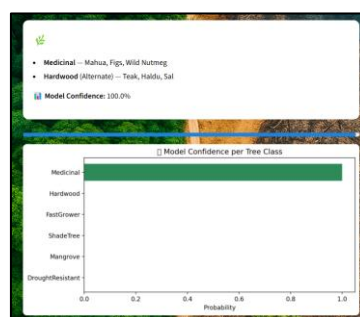 Medicinal — Mahua, Figs, Wild Nutmeg
Hardwood (Alternate) — Teak, Haldu, Sal
Model Confidence: 100.0%
Model Confidence per Tree Class
Medicinal
Hardwood
FastGrower
ShadeTree
Mangrove
DroughtResistant
0.0 0.2 0.4 0.6 0.8 1.0
Probability